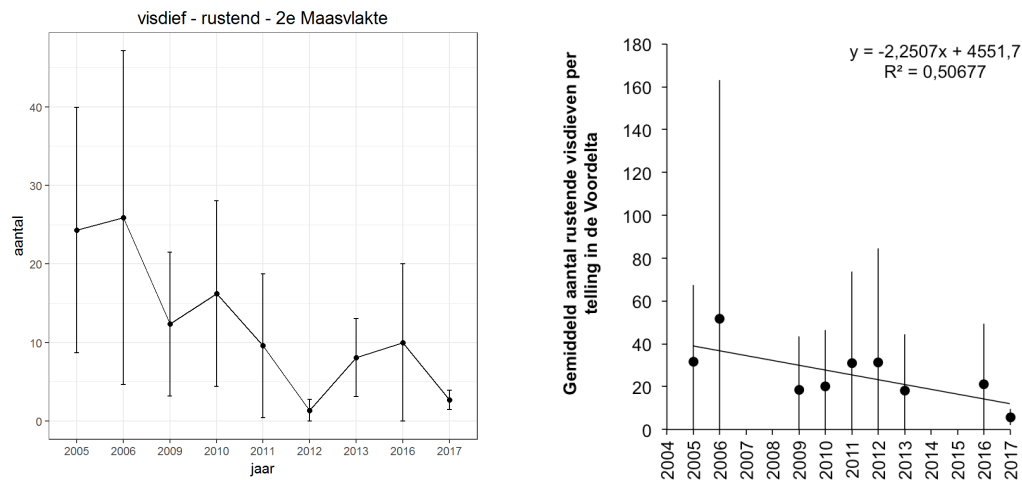 visdief - rustend - 2e Maasvlakte
aantal
40
30
20
10
0
2005 2006 2009 2010 2011 2012 2013 2016 2017
jaar
y = -2,2507x + 4551,7
R² = 0,50677
Gemiddeld aantal rustende visdieven per
telling in de Voordelta
180
160
140
120
100
80
60
40
20
0
2004 2005 2006 2007 2008 2009 2010 2011 2012 2013 2014 2015 2016 2017